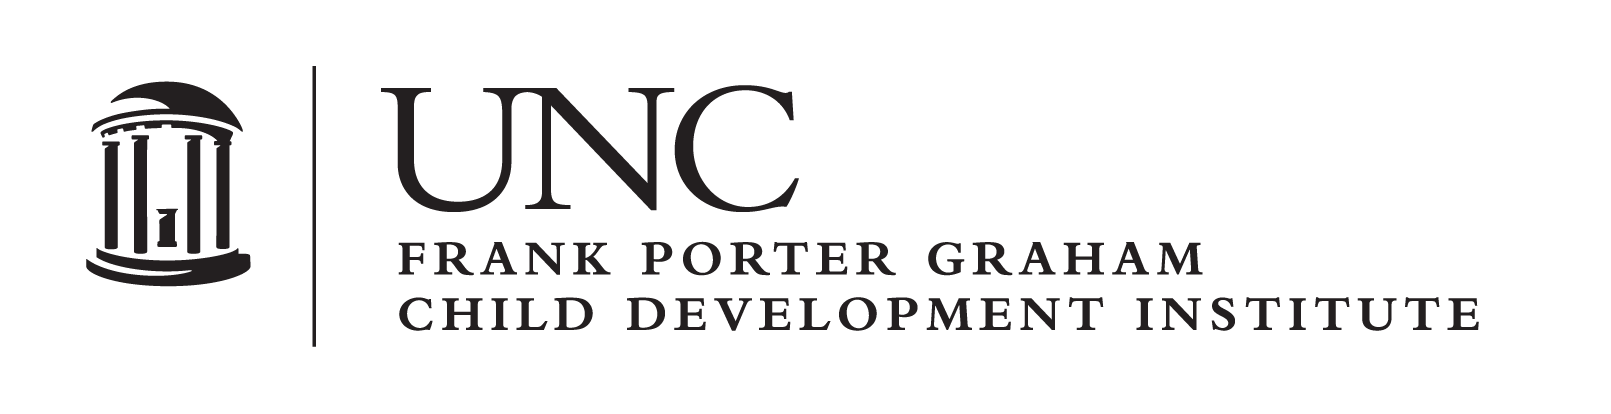 UNC
FRANK PORTER GRAHAM
CHILD DEVELOPMENT INSTITUTE